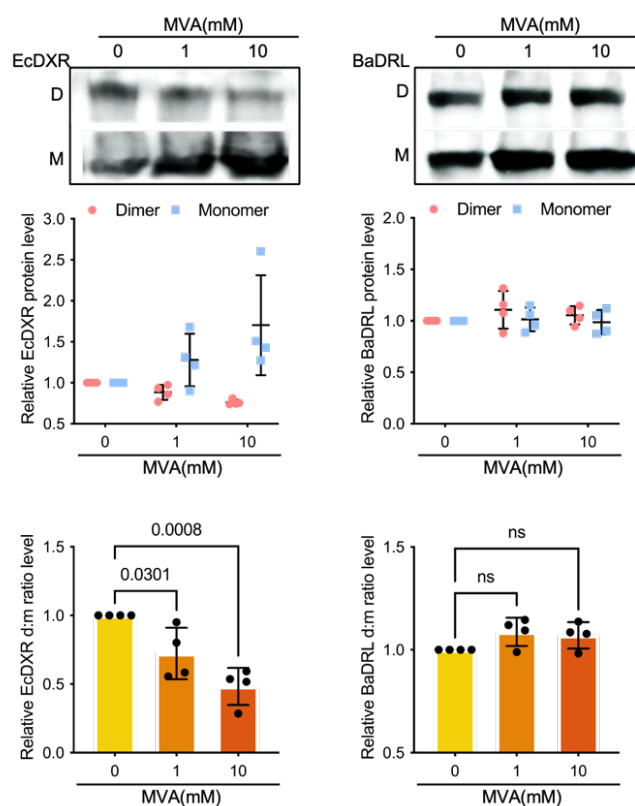 MVA(mM)
0 1 10
EcDXR
D
M
MVA(mM)
0 1 10
BaDRL
D
M
Dimer Monomer
Relative EcDXR protein level
3.0
2.5
2.0
1.5
1.0
0.5
0 1 10
MVA(mM)
Dimer Monomer
Relative BaDRL protein level
2.0
1.5
1.0
0.5
0.0
0 1 10
MVA(mM)
Relative EcDXR d:m ratio level
1.5
1.0
0.5
0.0
0.0008
0.0301
0 1 10
MVA(mM)
Relative BaDRL d:m ratio level
1.5
1.0
0.5
ns
ns
0 1 10
MVA(mM)